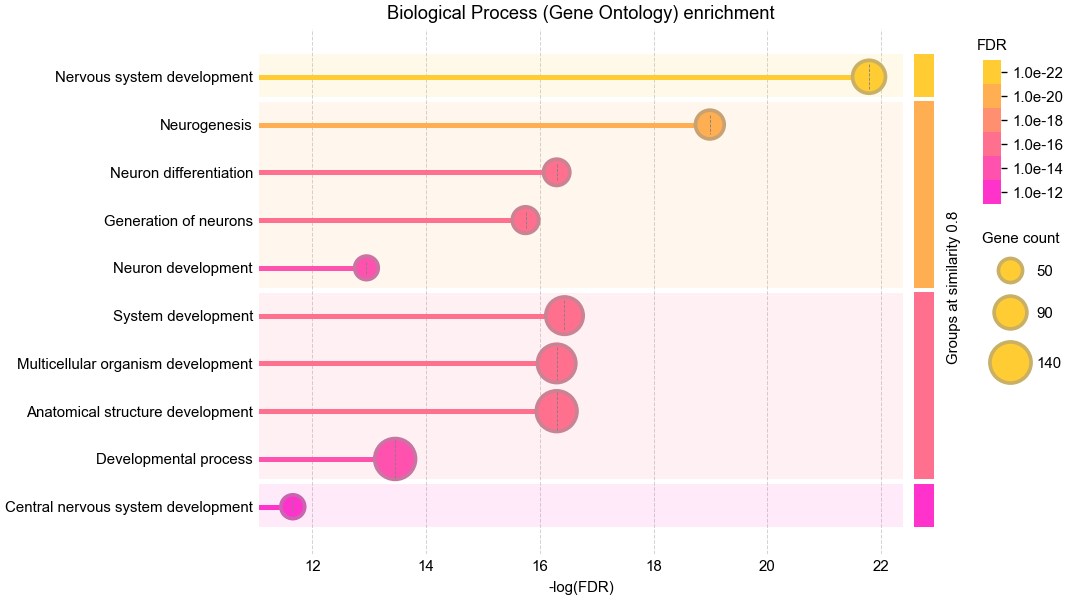 Biological Process (Gene Ontology) enrichment
Nervous system development
Neurogenesis
Neuron differentiation
Generation of neurons
Neuron development
System development
Multicellular organism development
Anatomical structure development
Developmental process
Central nervous system development
12
14
16
18
20
22
-log(FDR)
Groups at similarity 0.8
FDR
1.0e-22
1.0e-20
1.0e-18
1.0e-16
1.0e-14
1.0e-12
Gene count
50
90
140